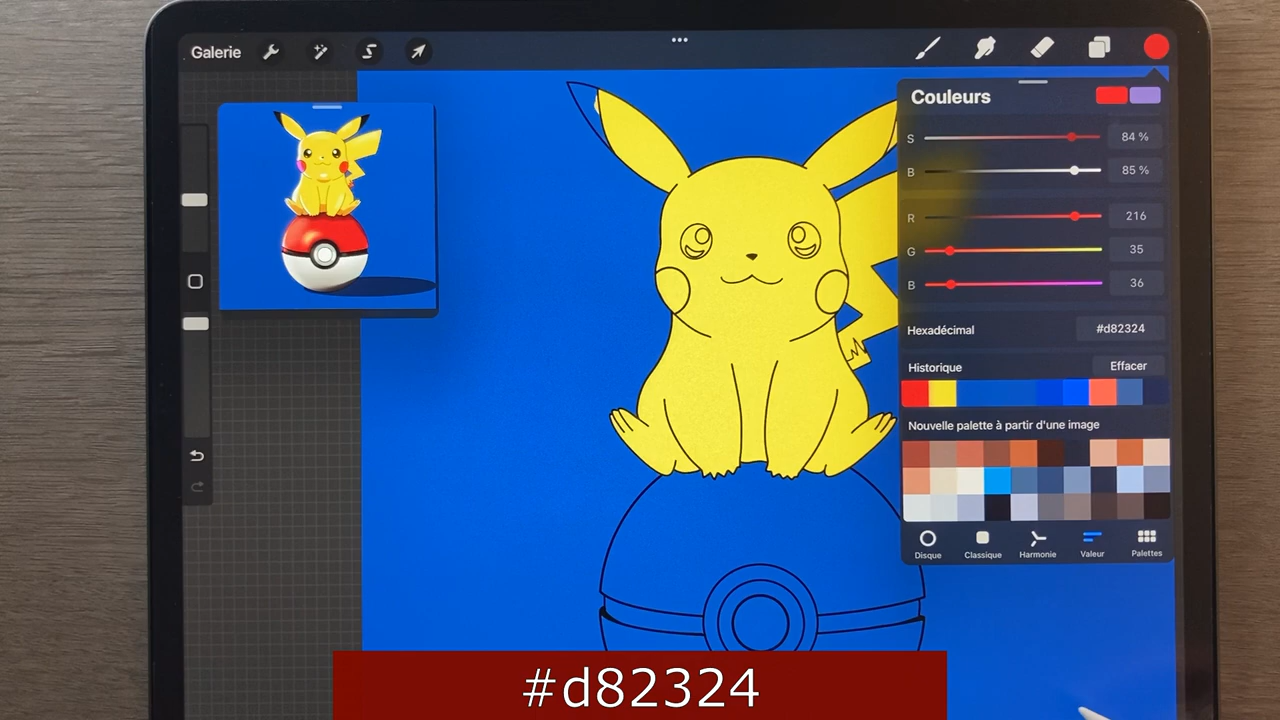 Galerie
Couleurs
S 84 %
B 85 %
R 216
G 35
B 36
Hexadécimal #d82324
Historique Effacer
Nouvelle palette à partir d'une image
Disque Classique Harmonie Valeur Palettes
#d82324